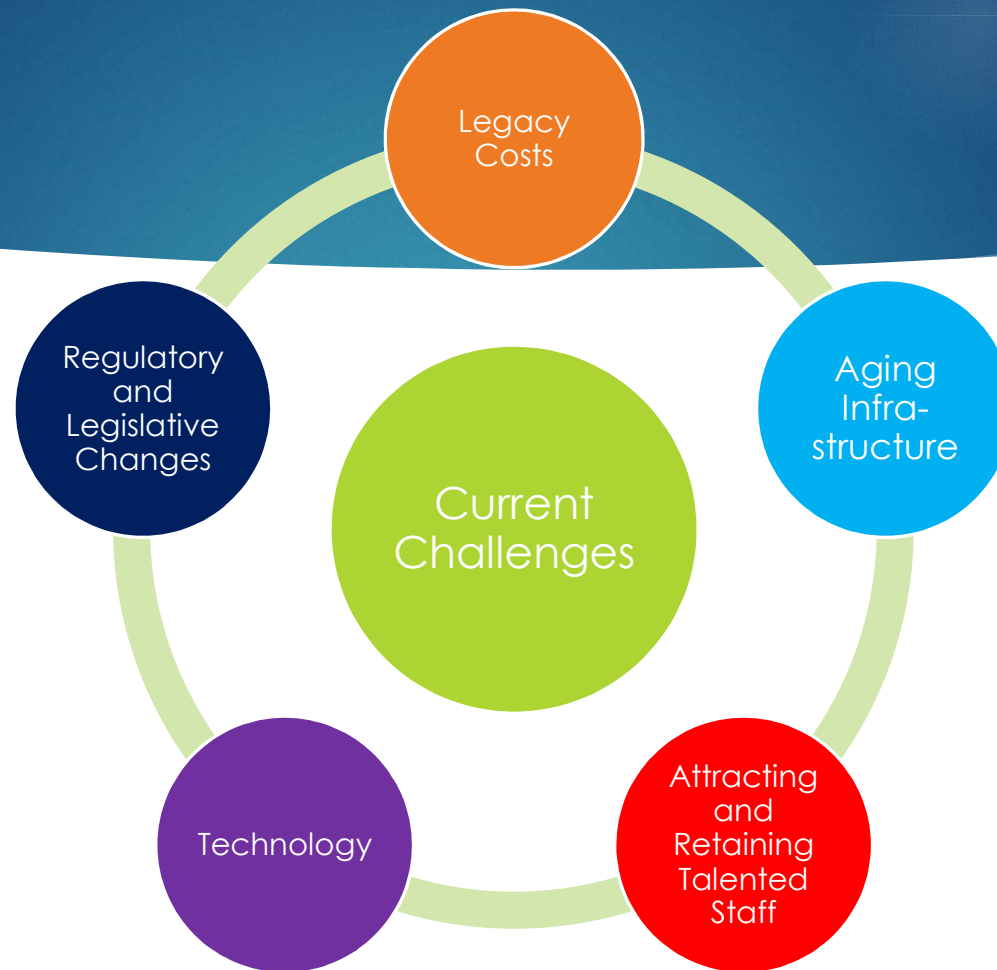 Legacy
Costs
Regulatory
and
Legislative
Changes
Aging
Infra-
structure
Current
Challenges
Technology
Attracting
and
Retaining
Talented
Staff